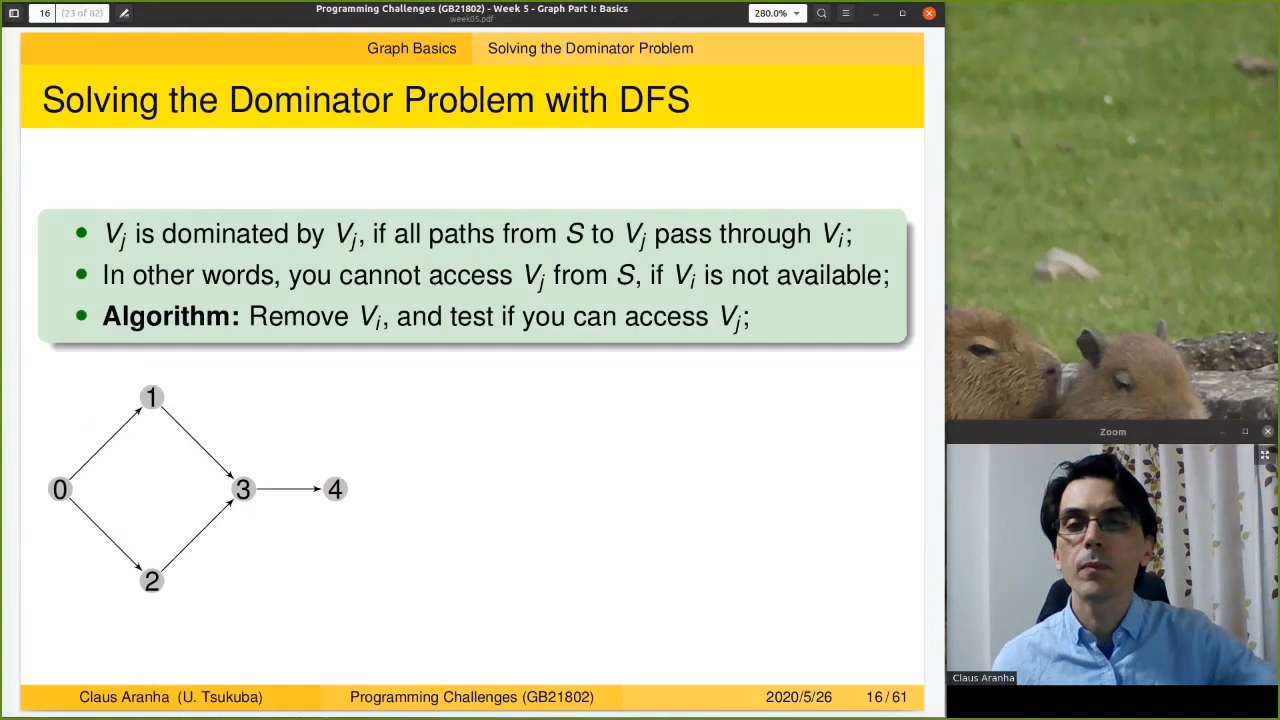 16 (23 of 82)
Programming Challenges (GB21802) - Week 5 - Graph Part I: Basics
week05.pdf
280.0%
Graph Basics Solving the Dominator Problem
Solving the Dominator Problem with DFS
• Vj is dominated by Vj, if all paths from S to Vj pass through Vi;
• In other words, you cannot access Vj from S, if Vi is not available;
• Algorithm: Remove Vi, and test if you can access Vj;
1
0 3 4
2
Zoom
Claus Aranha
Claus Aranha (U. Tsukuba) Programming Challenges (GB21802) 2020/5/26 16/61